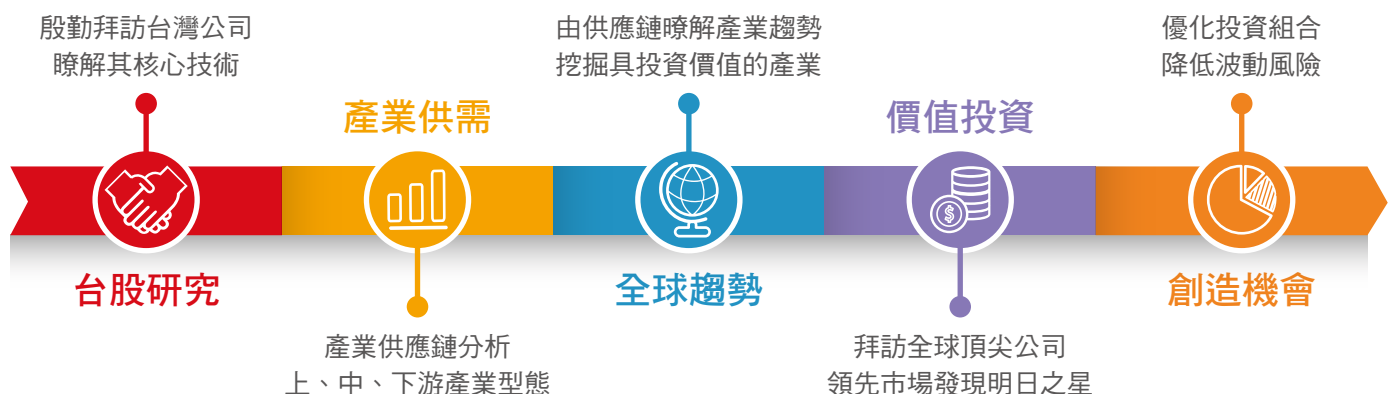 殷勤拜訪台灣公司
瞭解其核心技術
台股研究
產業供需
產業供應鏈分析
上、中、下游產業型態
由供應鏈瞭解產業趨勢
挖掘具投資價值的產業
全球趨勢
價值投資
拜訪全球頂尖公司
領先市場發現明日之星
優化投資組合
降低波動風險
創造機會
$